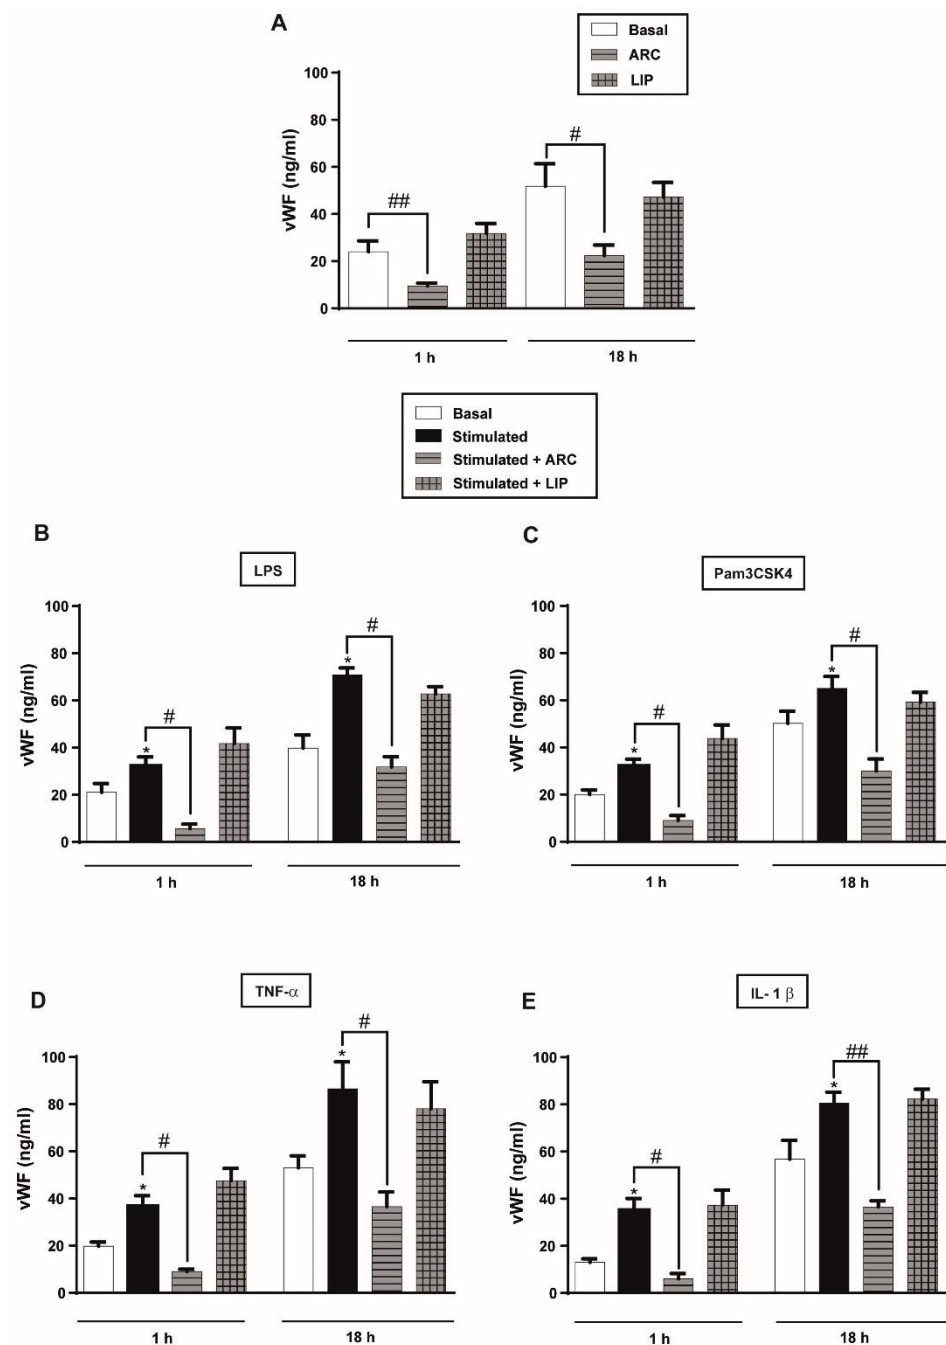 A
Basal
ARC
LIP
vWF (ng/ml)
100
80
60
40
20
0
##
#
1 h
18 h
Basal
Stimulated
Stimulated + ARC
Stimulated + LIP
B
LPS
vWF (ng/ml)
100
80
60
40
20
0
*
#
*
#
1 h
18 h
C
Pam3CSK4
vWF (ng/ml)
100
80
60
40
20
0
*
#
*
#
1 h
18 h
D
TNF-α
vWF (ng/ml)
100
80
60
40
20
0
*
#
*
#
1 h
18 h
E
IL- 1 β
vWF (ng/ml)
100
80
60
40
20
0
*
#
*
##
1 h
18 h